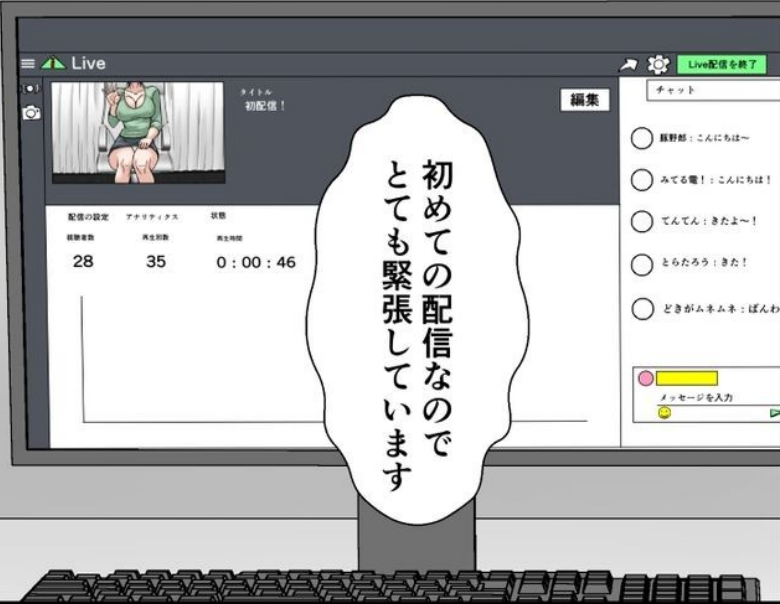 Live
Live配信を終了
タイトル
初配信！
編集
チャット
豚野郎：こんにちは～
みてる電！：こんにちは！
てんてん：きたよ～！
とらたろう：きた！
どきがムネムネ：ばんわ
配信の設定 アナリティクス 状態
視聴者数 再生回数 再生時間
28 35 0：00：46
初めての配信なので
とても緊張しています
メッセージを入力